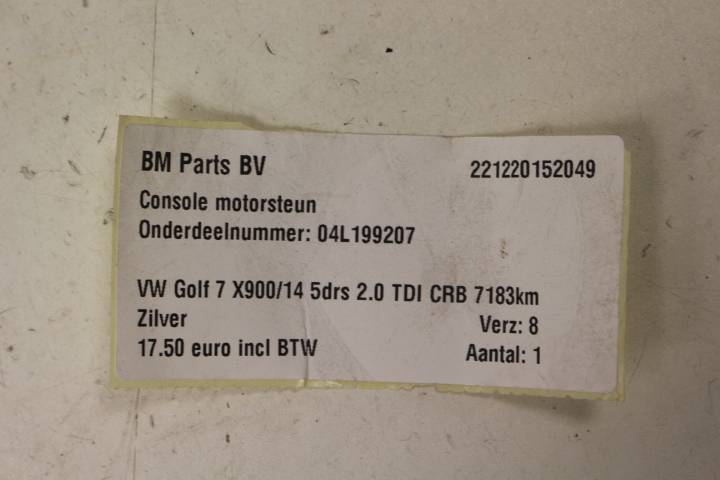 BM Parts BV 221220152049
Console motorsteun
Onderdeelnummer: 04L199207
VW Golf 7 X900/14 5drs 2.0 TDI CRB 7183km
Zilver Verz: 8
17.50 euro incl BTW Aantal: 1